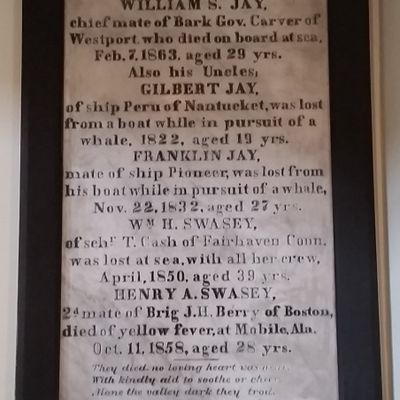 WILLIAM S. JAY,
chief mate of Bark Gov. Carver of
Westport, who died on board at sea,
Feb. 7, 1863, aged 29 yrs.
Also his Uncles;
GILBERT JAY,
of ship Peru of Nantucket, was lost
from a boat while in pursuit of a
whale, 1822, aged 19 yrs.
FRANKLIN JAY,
mate of ship Pioneer, was lost from
his boat while in pursuit of a whale,
Nov. 22, 1832, aged 27 yrs.
Wᴹ H. SWASEY,
of schʳ T. Cash of Fairhaven Conn.
was lost at sea, with all her crew,
April, 1850, aged 39 yrs.
HENRY A. SWASEY,
2ᵈ mate of Brig J.H. Berry of Boston,
died of yellow fever, at Mobile, Ala.
Oct. 11, 1858, aged 28 yrs.
They died, no loving heart was
With kindly aid to soothe or cheer,
Alone the valley dark they trod,